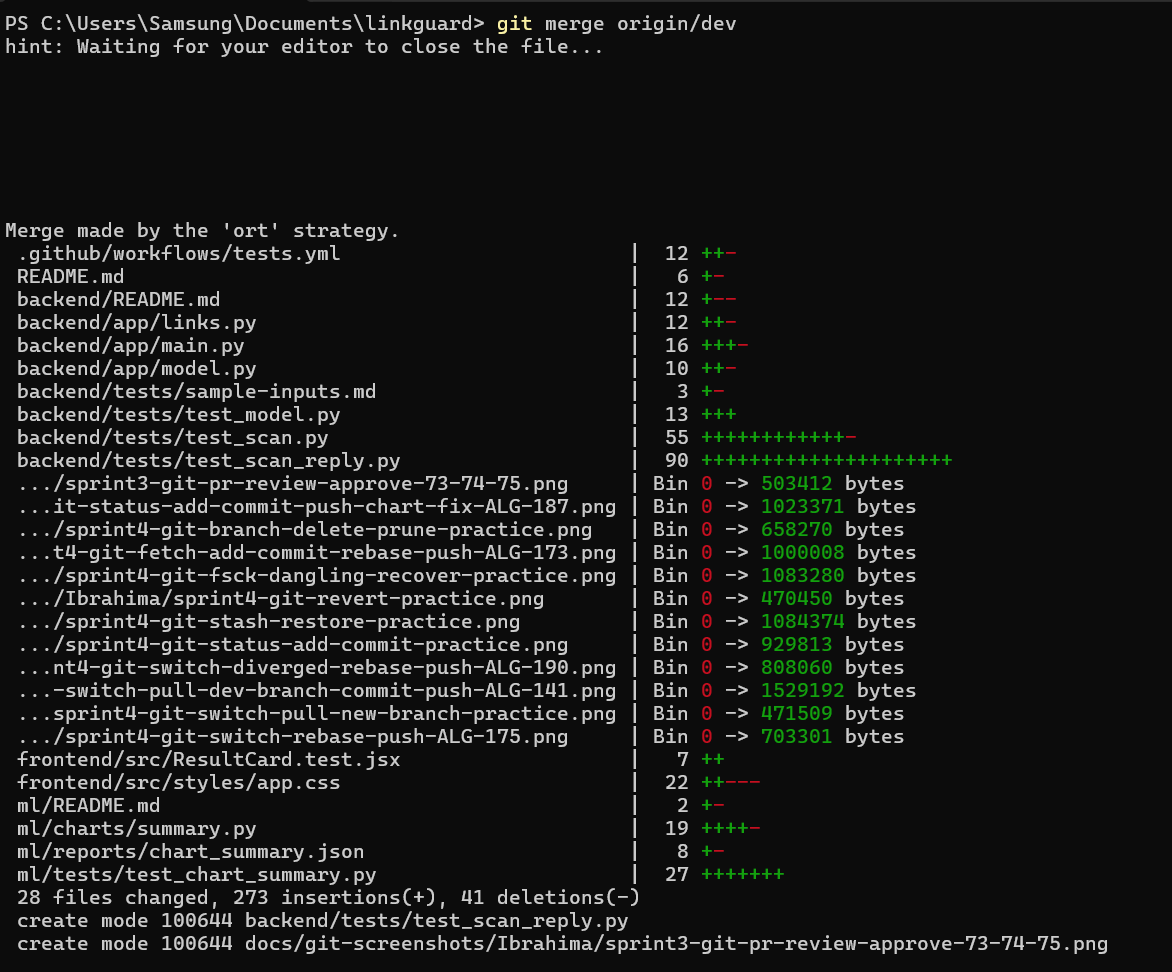 PS C:\Users\Samsung\Documents\linkguard> git merge origin/dev
hint: Waiting for your editor to close the file...
Merge made by the 'ort' strategy.
 .github/workflows/tests.yml                        |  12 ++-
 README.md                                          |   6 +-
 backend/README.md                                  |  12 +--
 backend/app/links.py                               |  12 ++-
 backend/app/main.py                                |  16 +++-
 backend/app/model.py                               |  10 ++-
 backend/tests/sample-inputs.md                     |   3 +-
 backend/tests/test_model.py                        |  13 +++
 backend/tests/test_scan.py                         |  55 ++++++++++++-
 backend/tests/test_scan_reply.py                   |  90 +++++++++++++++++++++
 .../sprint3-git-pr-review-approve-73-74-75.png     | Bin 0 -> 503412 bytes
 ...it-status-add-commit-push-chart-fix-ALG-187.png | Bin 0 -> 1023371 bytes
 .../sprint4-git-branch-delete-prune-practice.png   | Bin 0 -> 658270 bytes
 ...t4-git-fetch-add-commit-rebase-push-ALG-173.png | Bin 0 -> 1000008 bytes
 .../sprint4-git-fsck-dangling-recover-practice.png | Bin 0 -> 1083280 bytes
 .../Ibrahima/sprint4-git-revert-practice.png       | Bin 0 -> 470450 bytes
 .../sprint4-git-stash-restore-practice.png         | Bin 0 -> 1084374 bytes
 .../sprint4-git-status-add-commit-practice.png     | Bin 0 -> 929813 bytes
 ...nt4-git-switch-diverged-rebase-push-ALG-190.png | Bin 0 -> 808060 bytes
 ...-switch-pull-dev-branch-commit-push-ALG-141.png | Bin 0 -> 1529192 bytes
 ...sprint4-git-switch-pull-new-branch-practice.png | Bin 0 -> 471509 bytes
 .../sprint4-git-switch-rebase-push-ALG-175.png     | Bin 0 -> 703301 bytes
 frontend/src/ResultCard.test.jsx                   |   7 ++
 frontend/src/styles/app.css                        |  22 ++---
 ml/README.md                                       |   2 +-
 ml/charts/summary.py                               |  19 ++++-
 ml/reports/chart_summary.json                      |   8 +-
 ml/tests/test_chart_summary.py                     |  27 +++++++
 28 files changed, 273 insertions(+), 41 deletions(-)
 create mode 100644 backend/tests/test_scan_reply.py
 create mode 100644 docs/git-screenshots/Ibrahima/sprint3-git-pr-review-approve-73-74-75.png